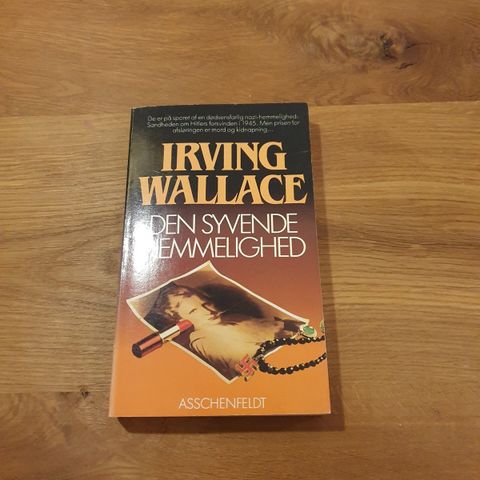 De er på sporet af en dødsensfarlig nazi-hemmelighed:
Sandheden om Hitlers forsvinden i 1945. Men prisen for
afsløringen er mord og kidnapning...
IRVING
WALLACE
DEN SYVENDE
HEMMELIGHED
ASSCHENFELDT